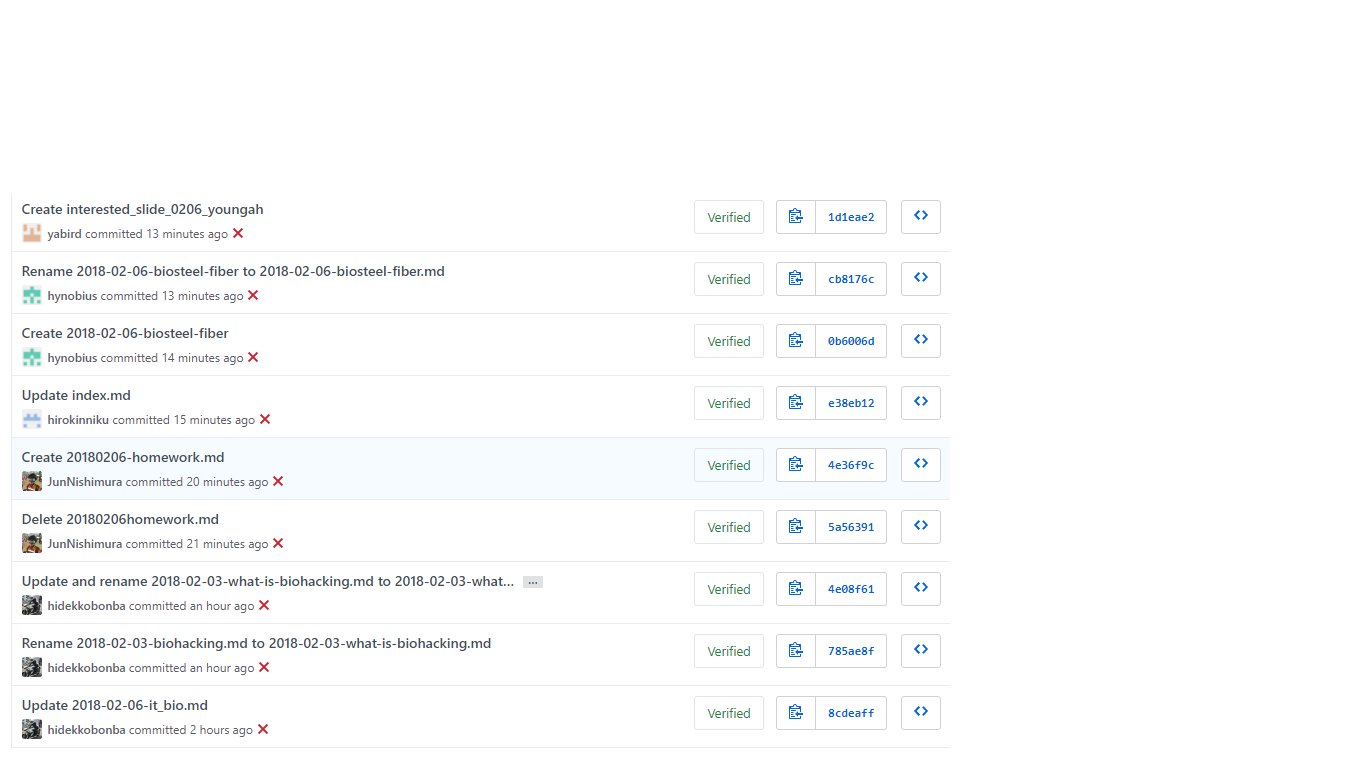 Create interested_slide_0206_youngah
yabird committed 13 minutes ago
Verified
1d1eae2
Rename 2018-02-06-biosteel-fiber to 2018-02-06-biosteel-fiber.md
hynobius committed 13 minutes ago
Verified
cb8176c
Create 2018-02-06-biosteel-fiber
hynobius committed 14 minutes ago
Verified
0b6006d
Update index.md
hirokinniku committed 15 minutes ago
Verified
e38eb12
Create 20180206-homework.md
JunNishimura committed 20 minutes ago
Verified
4e36f9c
Delete 20180206homework.md
JunNishimura committed 21 minutes ago
Verified
5a56391
Update and rename 2018-02-03-what-is-biohacking.md to 2018-02-03-what… …
hidekkobonba committed an hour ago
Verified
4e08f61
Rename 2018-02-03-biohacking.md to 2018-02-03-what-is-biohacking.md
hidekkobonba committed an hour ago
Verified
785ae8f
Update 2018-02-06-it_bio.md
hidekkobonba committed 2 hours ago
Verified
8cdeaff